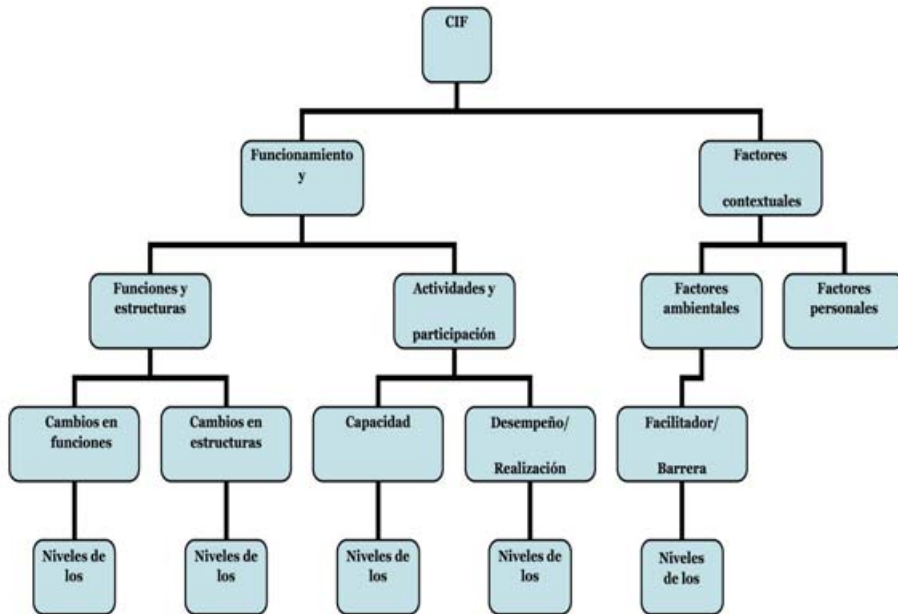 CIF
Funcionamiento
y
Factores
contextuales
Funciones y
estructuras
Actividades y
participación
Factores
ambientales
Factores
personales
Cambios en
funciones
Cambios en
estructuras
Capacidad
Desempeño/
Realización
Facilitador/
Barrera
Niveles de
los
Niveles de
los
Niveles de
los
Niveles de
los
Niveles
de los